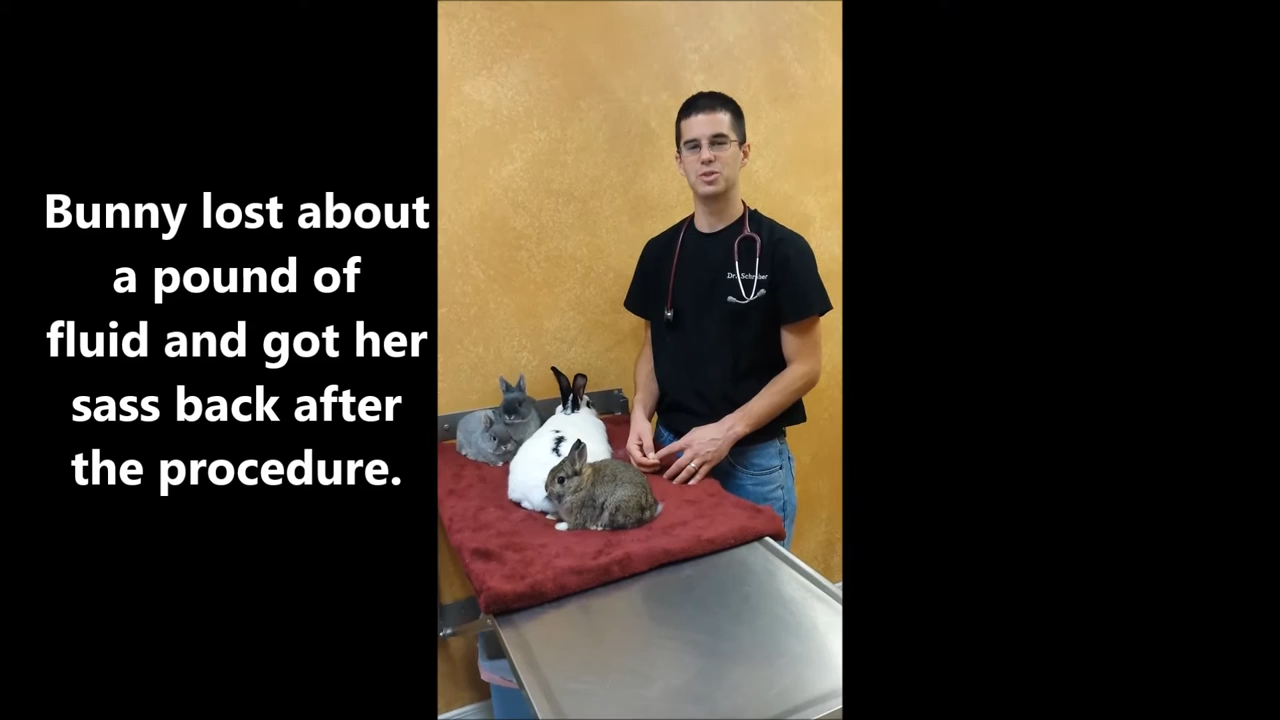 Bunny lost about
a pound of
fluid and got her
sass back after
the procedure.